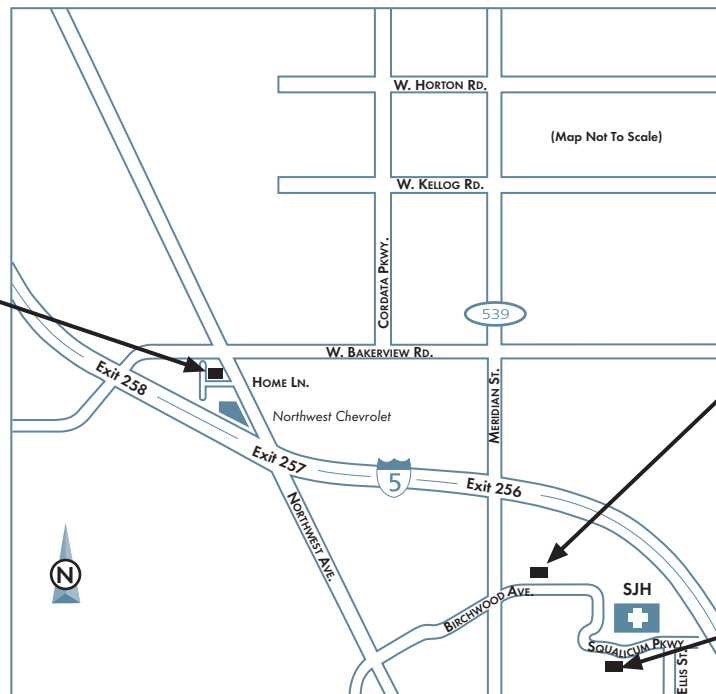 W. HORTON RD.
(Map Not To Scale)
W. KELLOG RD.
CORDATA PKWY.
539
W. BAKERVIEW RD.
Exit 258
HOME LN.
MERIDIAN ST.
Northwest Chevrolet
Exit 257
5
Exit 256
NORTHWEST AVE.
N
BIRCHWOOD AVE.
SJH
SQUALICUM PKWY.
ELLIS ST.